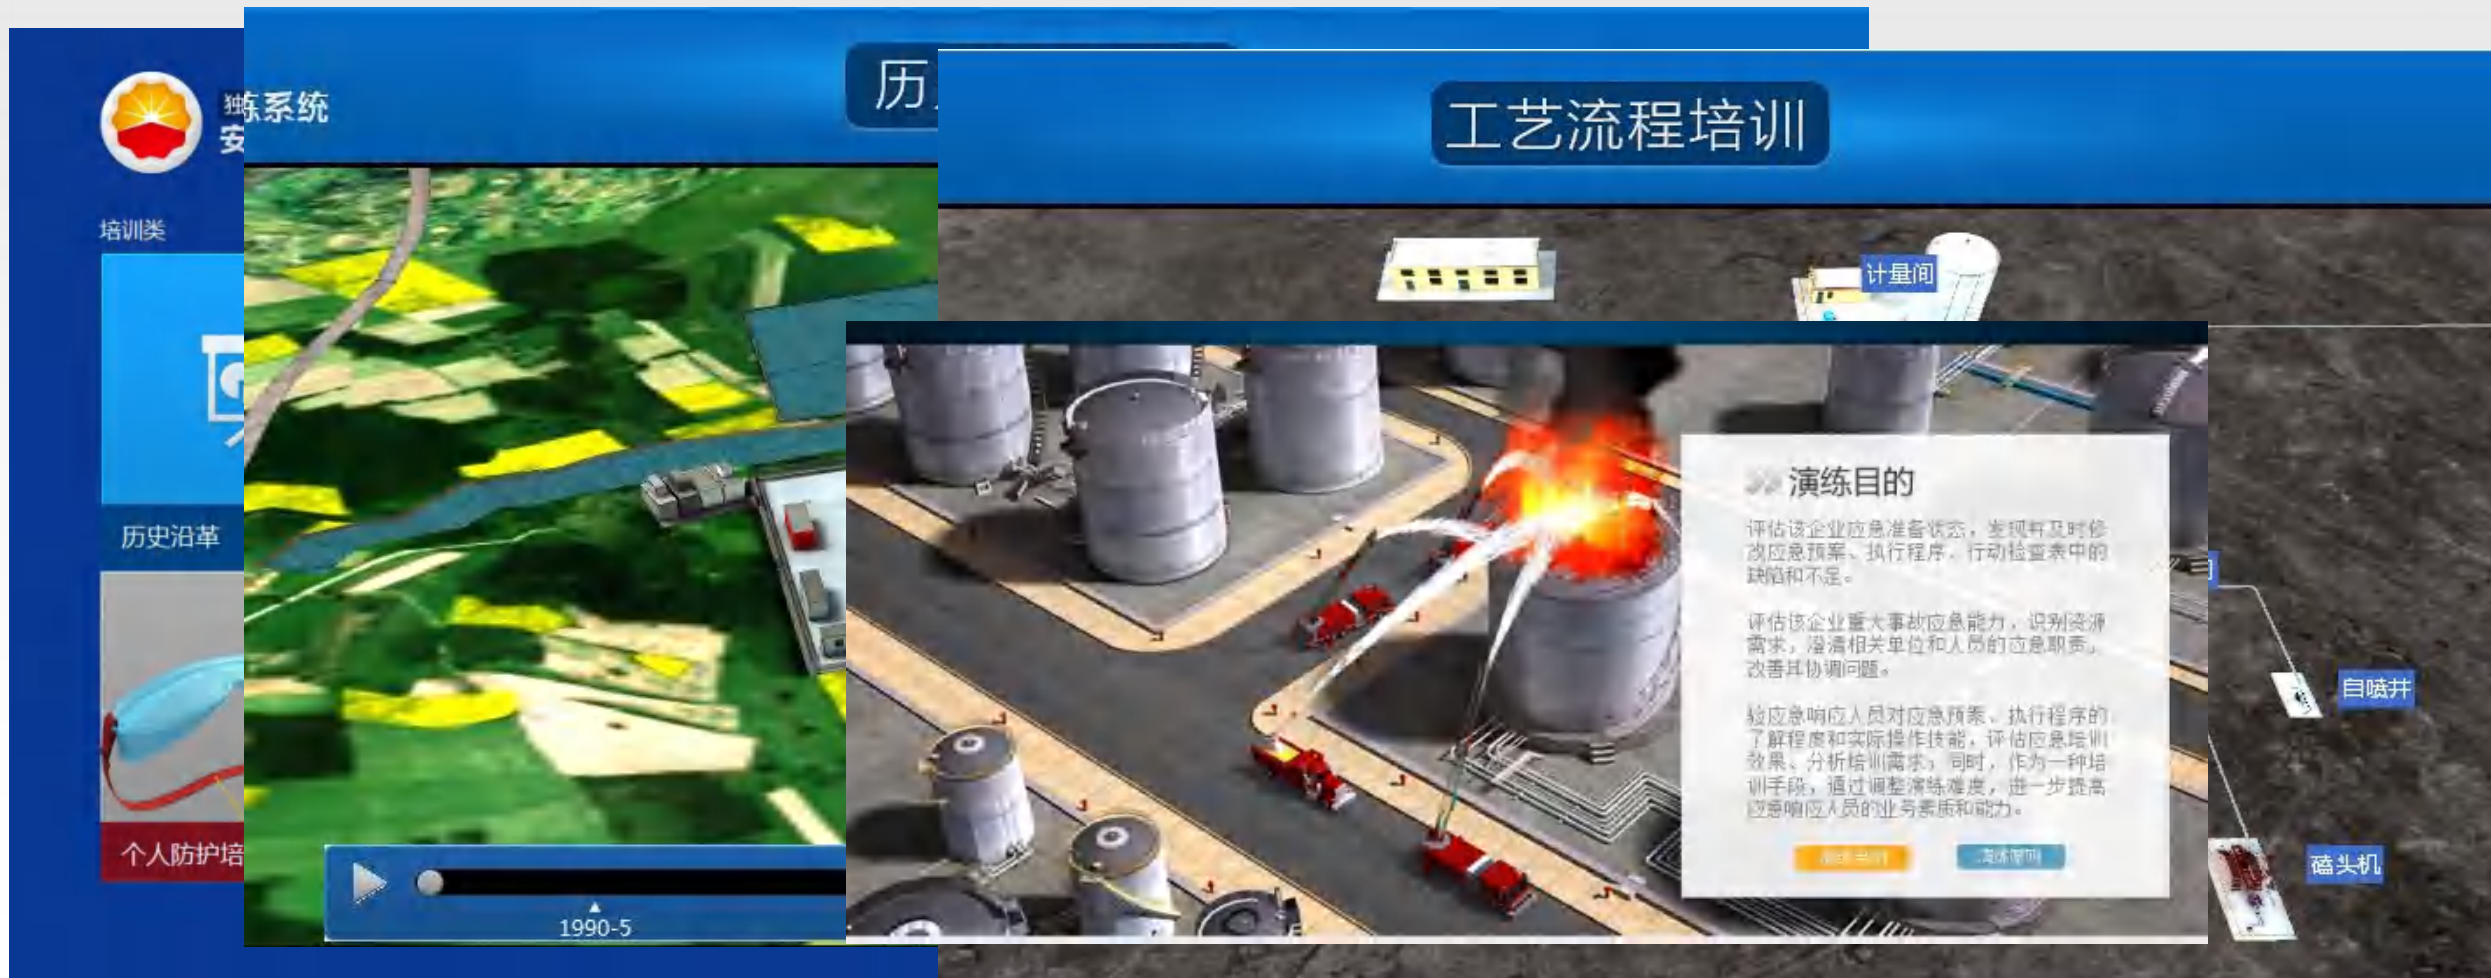 独
练系统
安
培训类
历史沿革
个人防护培
历
1990-5
工艺流程培训
计量间
自喷井
磕头机
演练目的
评估该企业应急准备状态，发现并及时修
改应急预案、执行程序、行动检查表中的
缺陷和不足。
评估该企业重大事故应急能力，识别资源
需求，澄清相关单位和人员的应急职责，
改善其协调问题。
验应急响应人员对应急预案、执行程序的
了解程度和实际操作技能，评估应急培训
效果、分析培训需求；同时，作为一种培
训手段，通过调整演练难度，进一步提高
应急响应人员的业务素质和能力。